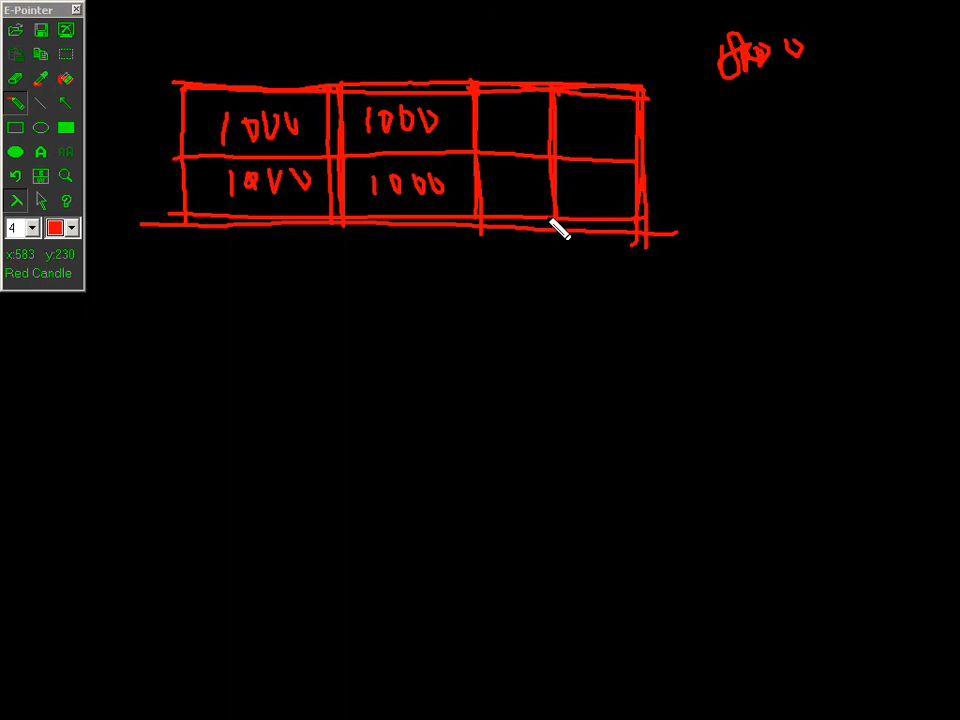 E-Pointer
1000 1000
1000 1000
4
x:583 y:230
Red Candle